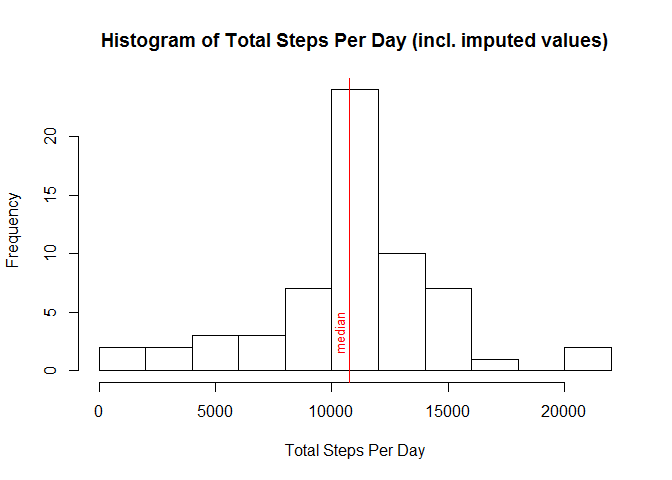 Histogram of Total Steps Per Day (incl. imputed values)
Frequency
20
15
10
5
0
median
0 5000 10000 15000 20000
Total Steps Per Day